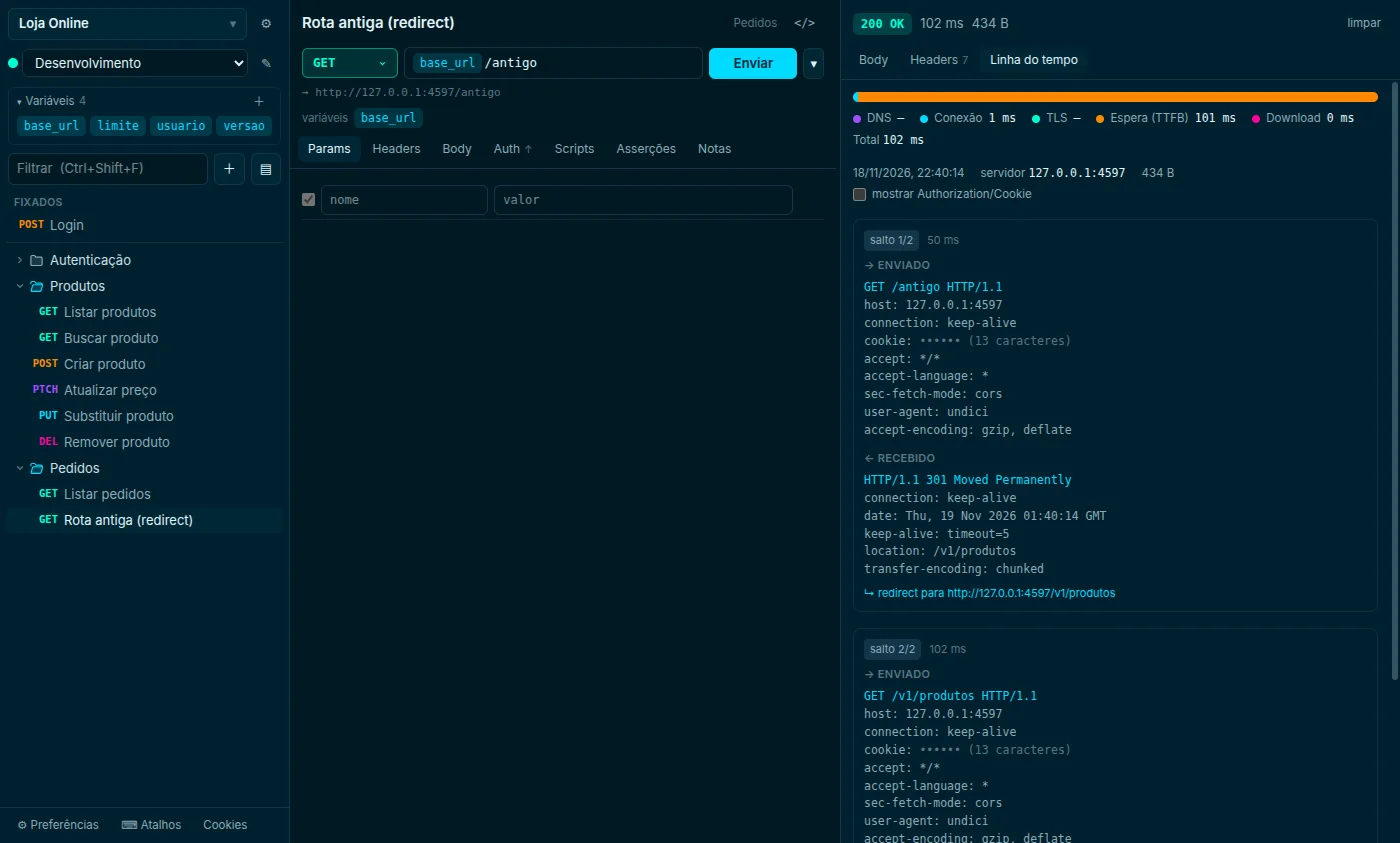 Loja Online
Desenvolvimento
Variáveis 4
base_url limite usuario versao
Filtrar (Ctrl+Shift+F)
FIXADOS
POST Login
Autenticação
Produtos
GET Listar produtos
GET Buscar produto
POST Criar produto
PTCH Atualizar preço
PUT Substituir produto
DEL Remover produto
Pedidos
GET Listar pedidos
GET Rota antiga (redirect)
Preferências Atalhos Cookies
Rota antiga (redirect) Pedidos </>
GET base_url /antigo Enviar
→ http://127.0.0.1:4597/antigo
variáveis base_url
Params Headers Body Auth ↑ Scripts Asserções Notas
nome valor
200 OK 102 ms 434 B limpar
Body Headers 7 Linha do tempo
DNS — Conexão 1 ms TLS — Espera (TTFB) 101 ms Download 0 ms
Total 102 ms
18/11/2026, 22:40:14 servidor 127.0.0.1:4597 434 B
mostrar Authorization/Cookie
salto 1/2 50 ms
→ ENVIADO
GET /antigo HTTP/1.1
host: 127.0.0.1:4597
connection: keep-alive
cookie: •••••• (13 caracteres)
accept: */*
accept-language: *
sec-fetch-mode: cors
user-agent: undici
accept-encoding: gzip, deflate
← RECEBIDO
HTTP/1.1 301 Moved Permanently
connection: keep-alive
date: Thu, 19 Nov 2026 01:40:14 GMT
keep-alive: timeout=5
location: /v1/produtos
transfer-encoding: chunked
↪ redirect para http://127.0.0.1:4597/v1/produtos
salto 2/2 102 ms
→ ENVIADO
GET /v1/produtos HTTP/1.1
host: 127.0.0.1:4597
connection: keep-alive
cookie: •••••• (13 caracteres)
accept: */*
accept-language: *
sec-fetch-mode: cors
user-agent: undici
accept-encoding: gzip, deflate